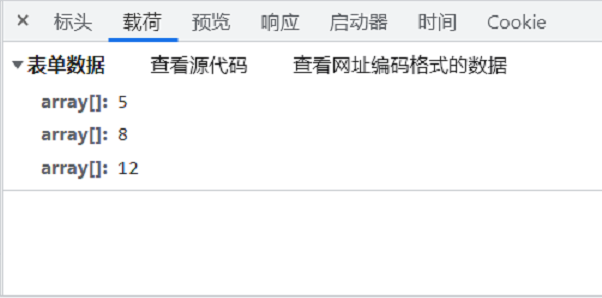 × 标头 载荷 预览 响应 启动器 时间 Cookie
▼表单数据 查看源代码 查看网址编码格式的数据
array[]: 5
array[]: 8
array[]: 12